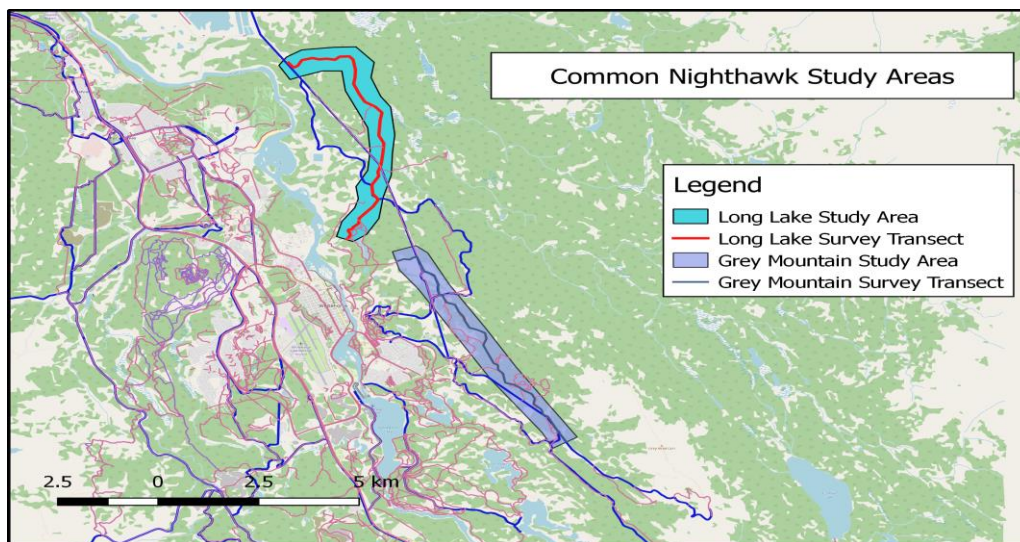 Common Nighthawk Study Areas
Legend
Long Lake Study Area
Long Lake Survey Transect
Grey Mountain Study Area
Grey Mountain Survey Transect
2.5 0 2.5 5 km